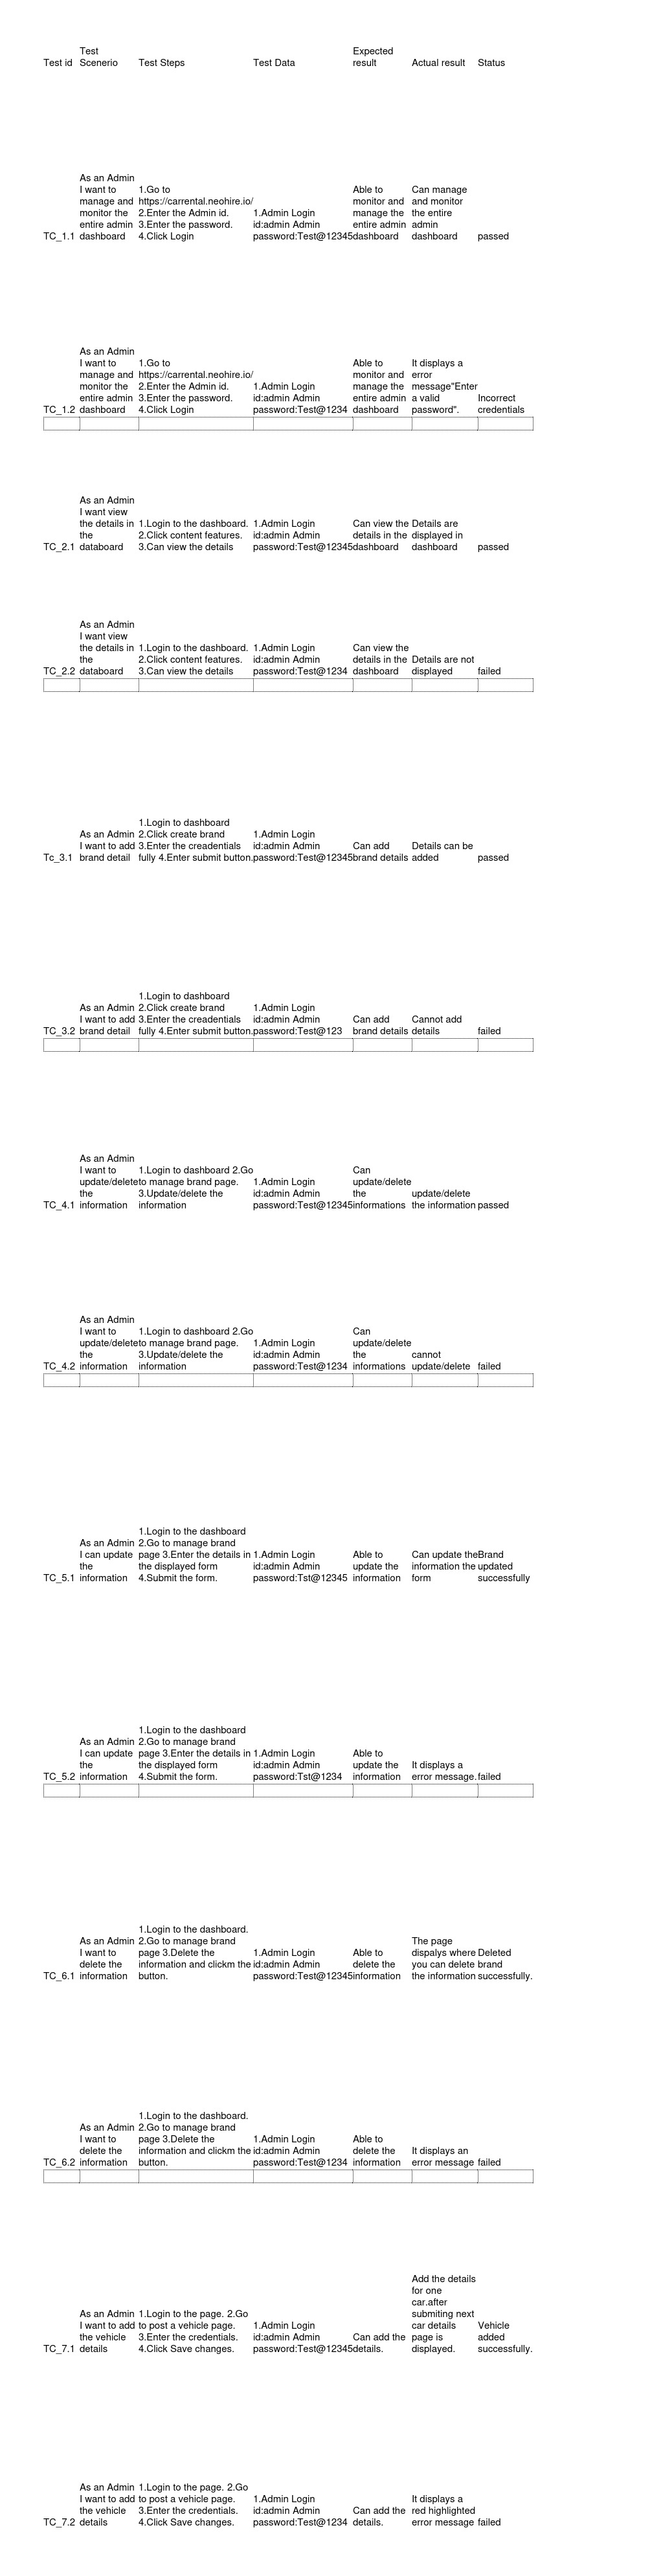 Test id Test Scenerio Test Steps Test Data Expected result Actual result Status
TC_1.1
As an Admin
I want to
manage and
monitor the
entire admin
dashboard
1.Go to
https://carrental.neohire.io/
2.Enter the Admin id.
3.Enter the password.
4.Click Login
1.Admin Login
id:admin
password:Test@12345
Able to
monitor and
manage the
entire admin
dashboard
Can manage
and monitor
the entire
admin
dashboard
passed
TC_1.2
As an Admin
I want to
manage and
monitor the
entire admin
dashboard
1.Go to
https://carrental.neohire.io/
2.Enter the Admin id.
3.Enter the password.
4.Click Login
1.Admin Login
id:admin
password:Test@1234
Able to
monitor and
manage the
entire admin
dashboard
It displays a
error
message"Enter
a valid
password".
Incorrect
credentials
TC_2.1
As an Admin
I want view
the details in
the
databoard
1.Login to the dashboard.
2.Click content features.
3.Can view the details
1.Admin Login
id:admin Admin
password:Test@12345
Can view the
details in the
dashboard
Details are
displayed in
dashboard
passed
TC_2.2
As an Admin
I want view
the details in
the
databoard
1.Login to the dashboard.
2.Click content features.
3.Can view the details
1.Admin Login
id:admin Admin
password:Test@1234
Can view the
details in the
dashboard
Details are not
displayed
failed
Tc_3.1
As an Admin
I want to add
brand detail
1.Login to dashboard
2.Click create brand
3.Enter the creadentials
fully 4.Enter submit button.
1.Admin Login
id:admin Admin
password:Test@12345
Can add
brand details
Details can be
added
passed
TC_3.2
As an Admin
I want to add
brand detail
1.Login to dashboard
2.Click create brand
3.Enter the creadentials
fully 4.Enter submit button.
1.Admin Login
id:admin Admin
password:Test@123
Can add
brand details
Cannot add
details
failed
TC_4.1
As an Admin
I want to
update/delete
the
information
1.Login to dashboard 2.Go
to manage brand page.
3.Update/delete the
information
1.Admin Login
id:admin Admin
password:Test@12345
Can
update/delete
the
informations
update/delete
the information
passed
TC_4.2
As an Admin
I want to
update/delete
the
information
1.Login to dashboard 2.Go
to manage brand page.
3.Update/delete the
information
1.Admin Login
id:admin Admin
password:Test@1234
Can
update/delete
the
informations
cannot
update/delete
failed
TC_5.1
As an Admin
I can update
the
information
1.Login to the dashboard
2.Go to manage brand
page 3.Enter the details in
the displayed form
4.Submit the form.
1.Admin Login
id:admin Admin
password:Tst@12345
Able to
update the
information
Can update the
information the
form
Brand
updated
successfully
TC_5.2
As an Admin
I can update
the
information
1.Login to the dashboard
2.Go to manage brand
page 3.Enter the details in
the displayed form
4.Submit the form.
1.Admin Login
id:admin Admin
password:Tst@1234
Able to
update the
information
It displays a
error message.
failed
TC_6.1
As an Admin
I want to
delete the
information
1.Login to the dashboard.
2.Go to manage brand
page 3.Delete the
information and clickm the
button.
1.Admin Login
id:admin Admin
password:Test@12345
Able to
delete the
information
The page
dispalys where
you can delete
the information
Deleted
brand
successfully.
TC_6.2
As an Admin
I want to
delete the
information
1.Login to the dashboard.
2.Go to manage brand
page 3.Delete the
information and clickm the
button.
1.Admin Login
id:admin Admin
password:Test@1234
Able to
delete the
information
It displays an
error message
failed
TC_7.1
As an Admin
I want to add
the vehicle
details
1.Login to the page. 2.Go
to post a vehicle page.
3.Enter the credentials.
4.Click Save changes.
1.Admin Login
id:admin Admin
password:Test@12345
Can add the
details.
Add the details
for one
car.after
submiting next
car details
page is
displayed.
Vehicle
added
successfully.
TC_7.2
As an Admin
I want to add
the vehicle
details
1.Login to the page. 2.Go
to post a vehicle page.
3.Enter the credentials.
4.Click Save changes.
1.Admin Login
id:admin Admin
password:Test@1234
Can add the
details.
It displays a
red highlighted
error message
failed